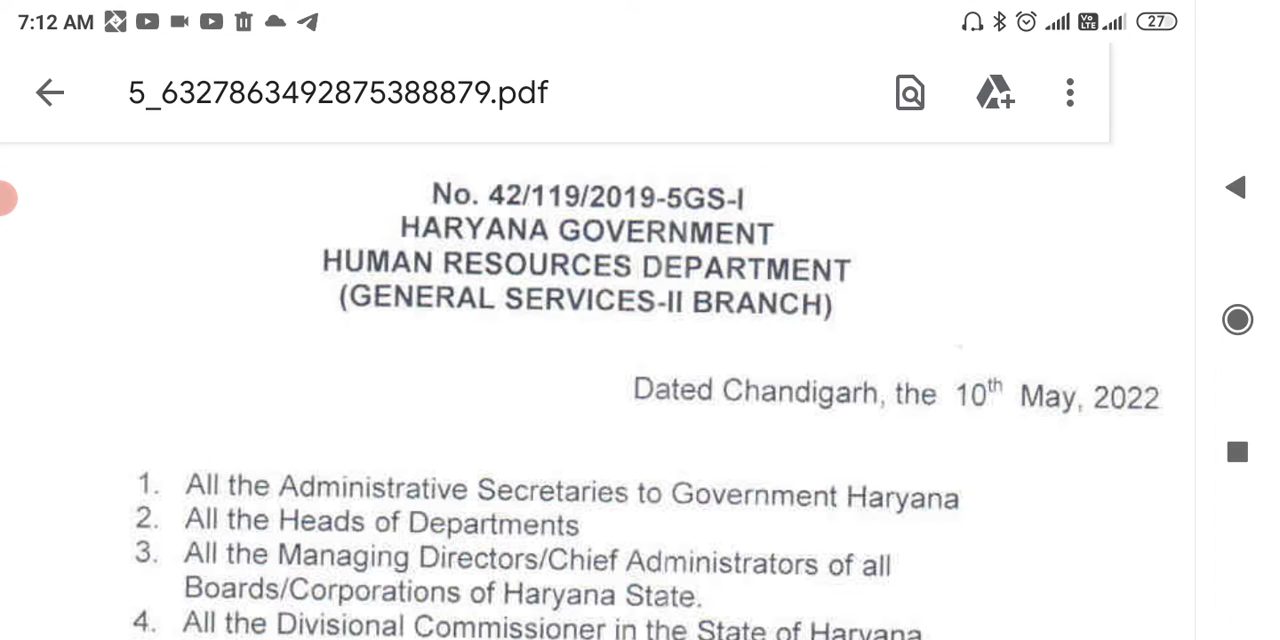 7:12 AM Vo LTE 27
5_6327863492875388879.pdf
No. 42/119/2019-5GS-I
HARYANA GOVERNMENT
HUMAN RESOURCES DEPARTMENT
(GENERAL SERVICES-II BRANCH)
Dated Chandigarh, the 10th May, 2022
1. All the Administrative Secretaries to Government Haryana
2. All the Heads of Departments
3. All the Managing Directors/Chief Administrators of all
Boards/Corporations of Haryana State.
4. All the Divisional Commissioner in the State of Haryana